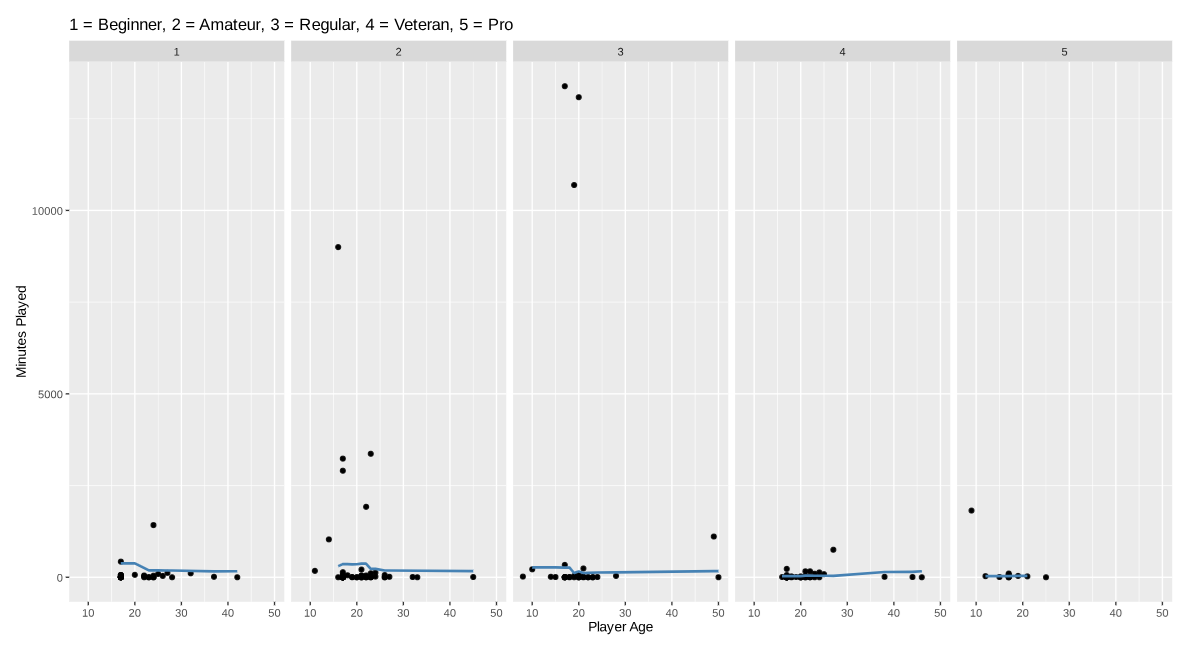 1 = Beginner, 2 = Amateur, 3 = Regular, 4 = Veteran, 5 = Pro
1 2 3 4 5
10000
5000
0
Minutes Played
10 20 30 40 50 10 20 30 40 50 10 20 30 40 50 10 20 30 40 50 10 20 30 40 50
Player Age